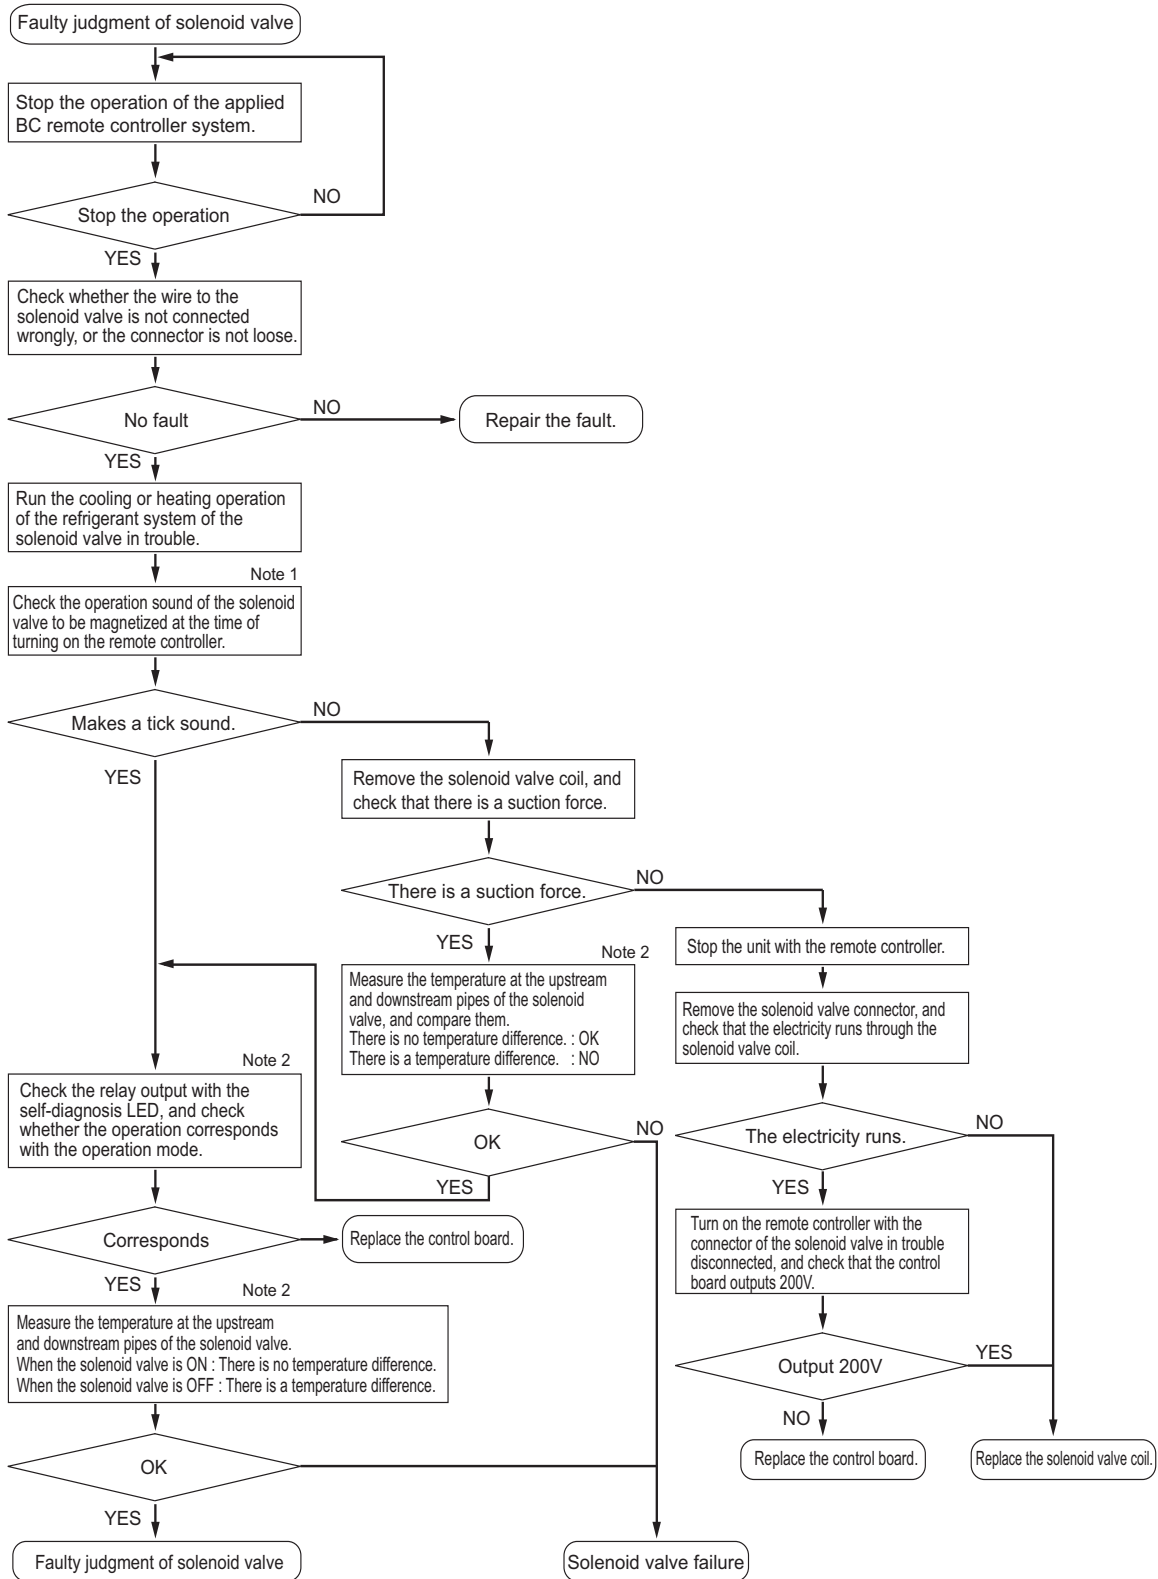 Faulty judgment of solenoid valve
Stop the operation of the applied
BC remote controller system.
NO
Stop the operation
YES
Check whether the wire to the
solenoid valve is not connected
wrongly, or the connector is not loose.
No fault
NO
Repair the fault.
YES
Run the cooling or heating operation
of the refrigerant system of the
solenoid valve in trouble.
Note 1
Check the operation sound of the solenoid
valve to be magnetized at the time of
turning on the remote controller.
Makes a tick sound.
NO
YES
Remove the solenoid valve coil, and
check that there is a suction force.
There is a suction force.
NO
YES
Note 2
Measure the temperature at the upstream
and downstream pipes of the solenoid
valve, and compare them.
There is no temperature difference. : OK
There is a temperature difference. : NO
Stop the unit with the remote controller.
Remove the solenoid valve connector, and
check that the electricity runs through the
solenoid valve coil.
Note 2
Check the relay output with the
self-diagnosis LED, and check
whether the operation corresponds
with the operation mode.
OK
NO
YES
The electricity runs.
NO
YES
Turn on the remote controller with the
connector of the solenoid valve in trouble
disconnected, and check that the control
board outputs 200V.
Corresponds
Replace the control board.
YES
Note 2
Measure the temperature at the upstream
and downstream pipes of the solenoid valve.
When the solenoid valve is ON : There is no temperature difference.
When the solenoid valve is OFF : There is a temperature difference.
Output 200V
YES
NO
Replace the control board.
Replace the solenoid valve coil.
OK
YES
Faulty judgment of solenoid valve
Solenoid valve failure